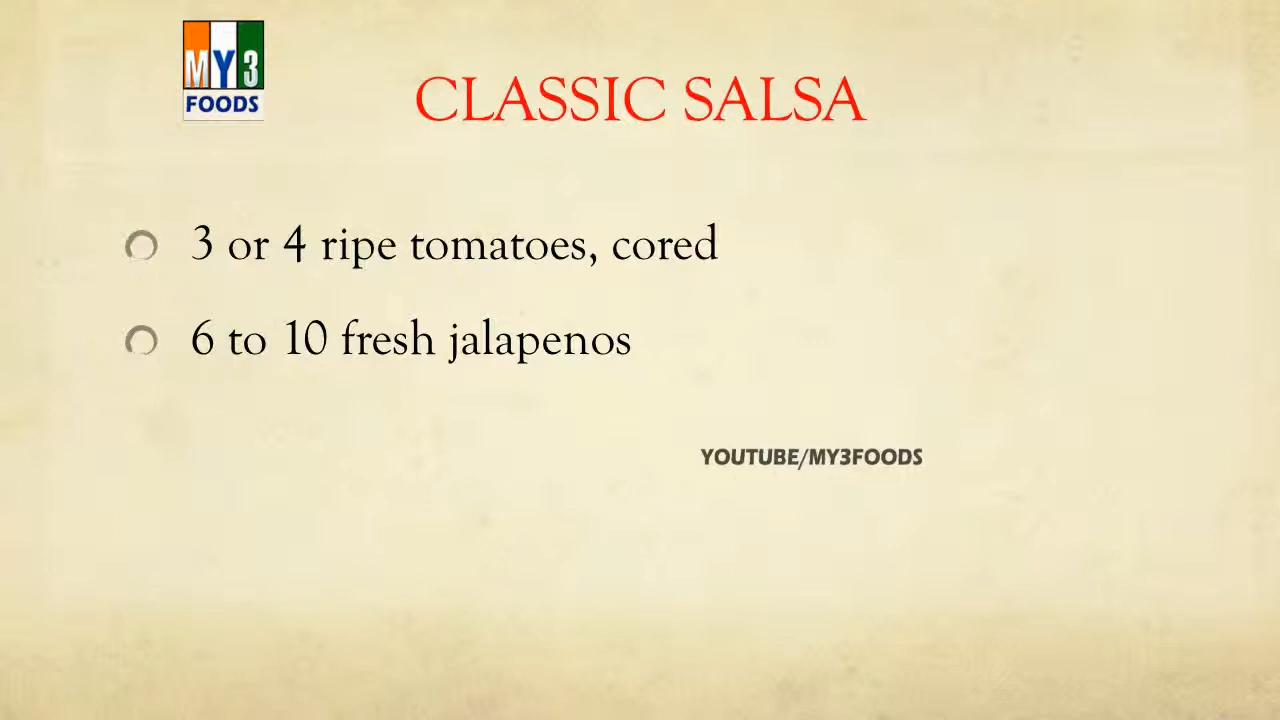 MY3
FOODS
CLASSIC SALSA
3 or 4 ripe tomatoes, cored
6 to 10 fresh jalapenos
YOUTUBE/MY3FOODS